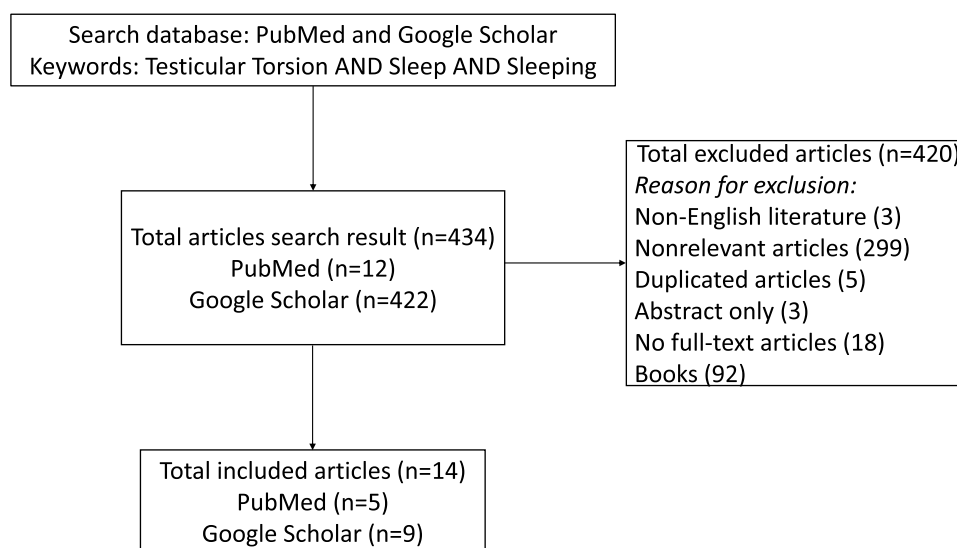 Search database: PubMed and Google Scholar
Keywords: Testicular Torsion AND Sleep AND Sleeping
Total articles search result (n=434)
PubMed (n=12)
Google Scholar (n=422)
Total excluded articles (n=420)
Reason for exclusion:
Non-English literature (3)
Nonrelevant articles (299)
Duplicated articles (5)
Abstract only (3)
No full-text articles (18)
Books (92)
Total included articles (n=14)
PubMed (n=5)
Google Scholar (n=9)